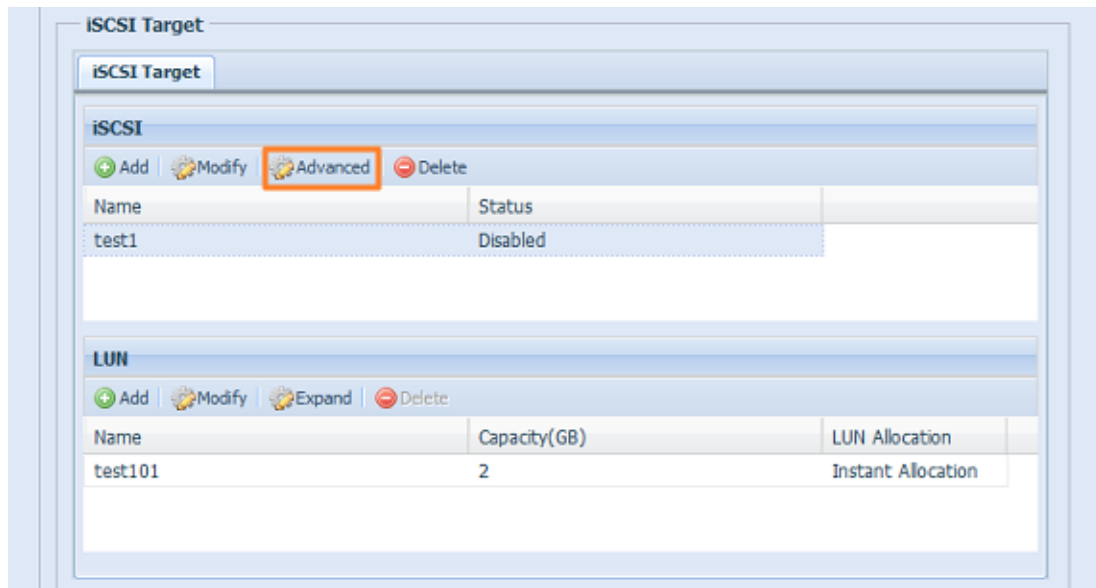 iSCSI Target
iSCSI Target
iSCSI
Add Modify Advanced Delete
Name Status
test1 Disabled
LUN
Add Modify Expand Delete
Name Capacity(GB) LUN Allocation
test101 2 Instant Allocation